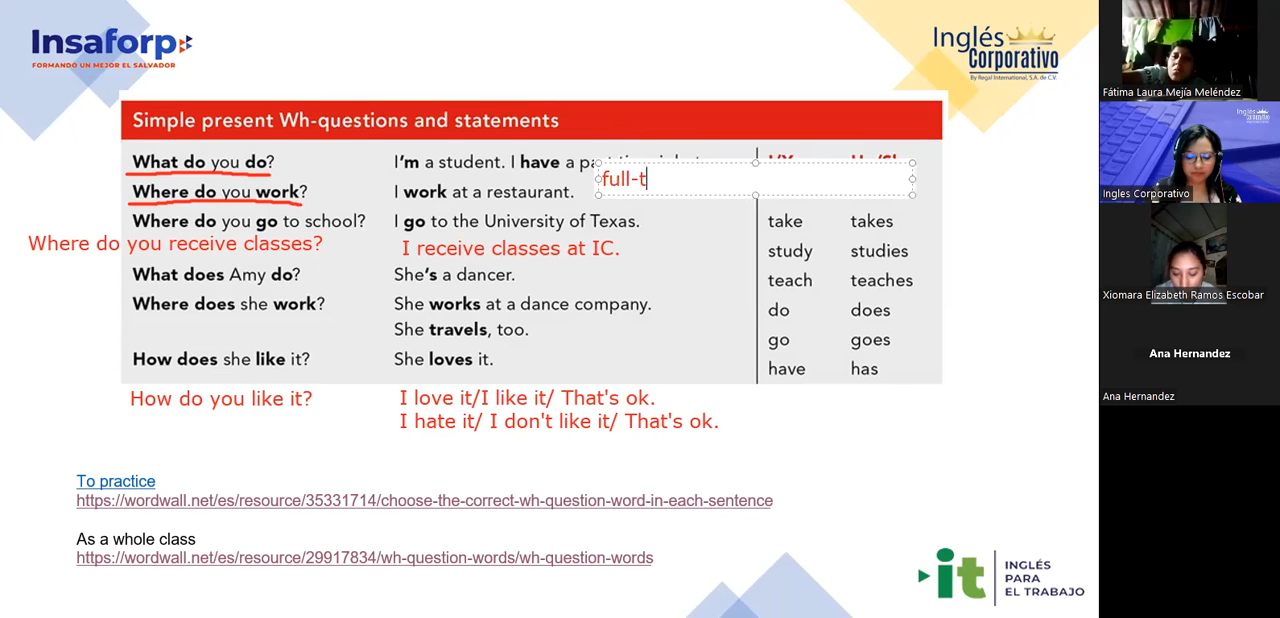 Insaforp
FORMANDO UN MEJOR EL SALVADOR
Inglés
Corporativo
By Regal International, S.A. de C.V.
Simple present Wh-questions and statements
What do you do? I'm a student. I have a
full-t
Where do you work? I work at a restaurant.
Where do you go to school? I go to the University of Texas. take takes
Where do you receive classes? I receive classes at IC. study studies
What does Amy do? She's a dancer. teach teaches
Where does she work? She works at a dance company. do does
She travels, too. go goes
How does she like it? She loves it. have has
How do you like it? I love it/I like it/ That's ok.
I hate it/ I don't like it/ That's ok.
To practice
https://wordwall.net/es/resource/35331714/choose-the-correct-wh-question-word-in-each-sentence
As a whole class
https://wordwall.net/es/resource/29917834/wh-question-words/wh-question-words
it INGLÉS
PARA
EL TRABAJO
Fátima Laura Mejía Meléndez
Ingles Corporativo
Xiomara Elizabeth Ramos Escobar
Ana Hernandez
Ana Hernandez